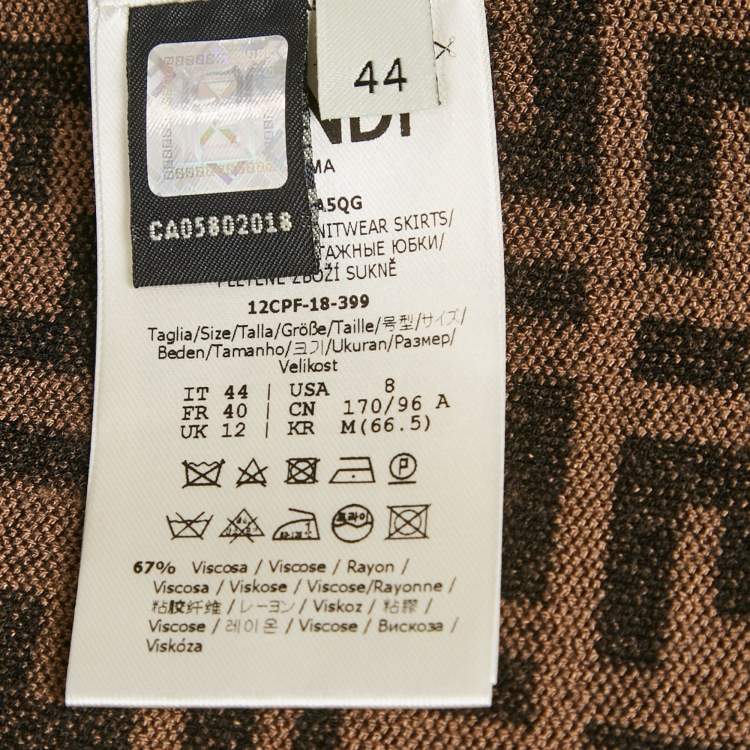 44
CA05802018
NDI
MA
A5QG
NITWEAR SKIRTS/
ТАЖНЫЕ ЮБКИ/
PLETENÉ ZBOŽÍ SUKNĚ
12CPF-18-399
Taglia/Size/Talla/Größe/Taille/号型/サイズ/
Beden/Tamanho/크기/Ukuran/Размер/
Velikost
IT 44 | USA 8
FR 40 | CN 170/96 A
UK 12 | KR M(66.5)
드라이
67% Viscosa / Viscose / Rayon /
Viscosa / Viskose / Viscose/Rayonne /
粘胶纤维 / レーヨン / Viskoz / 粘膠 /
Viscose / 레이온 / Viscose / Вискоза /
Viskóza